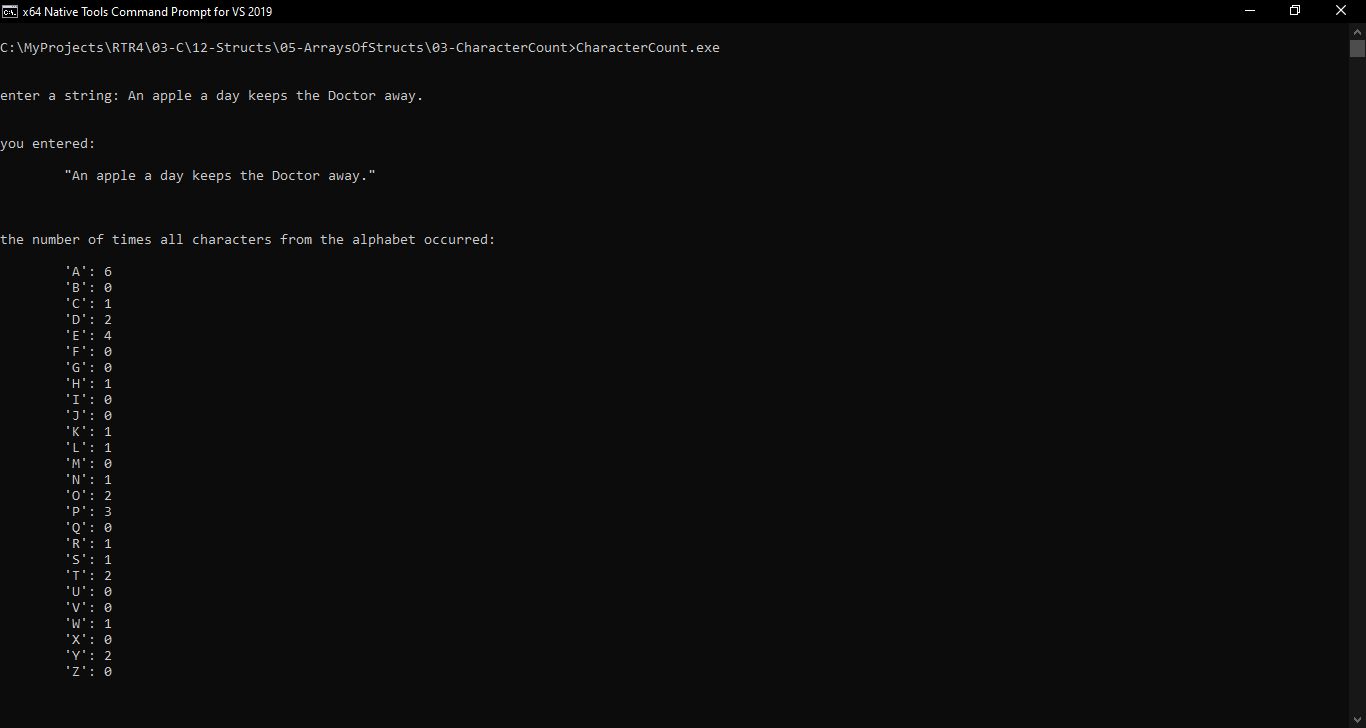 x64 Native Tools Command Prompt for VS 2019
C:\MyProjects\RTR4\03-C\12-Structs\05-ArraysOfStructs\03-CharacterCount>CharacterCount.exe
enter a string: An apple a day keeps the Doctor away.
you entered:
"An apple a day keeps the Doctor away."
the number of times all characters from the alphabet occurred:
'A': 6
'B': 0
'C': 1
'D': 2
'E': 4
'F': 0
'G': 0
'H': 1
'I': 0
'J': 0
'K': 1
'L': 1
'M': 0
'N': 1
'O': 2
'P': 3
'Q': 0
'R': 1
'S': 1
'T': 2
'U': 0
'V': 0
'W': 1
'X': 0
'Y': 2
'Z': 0